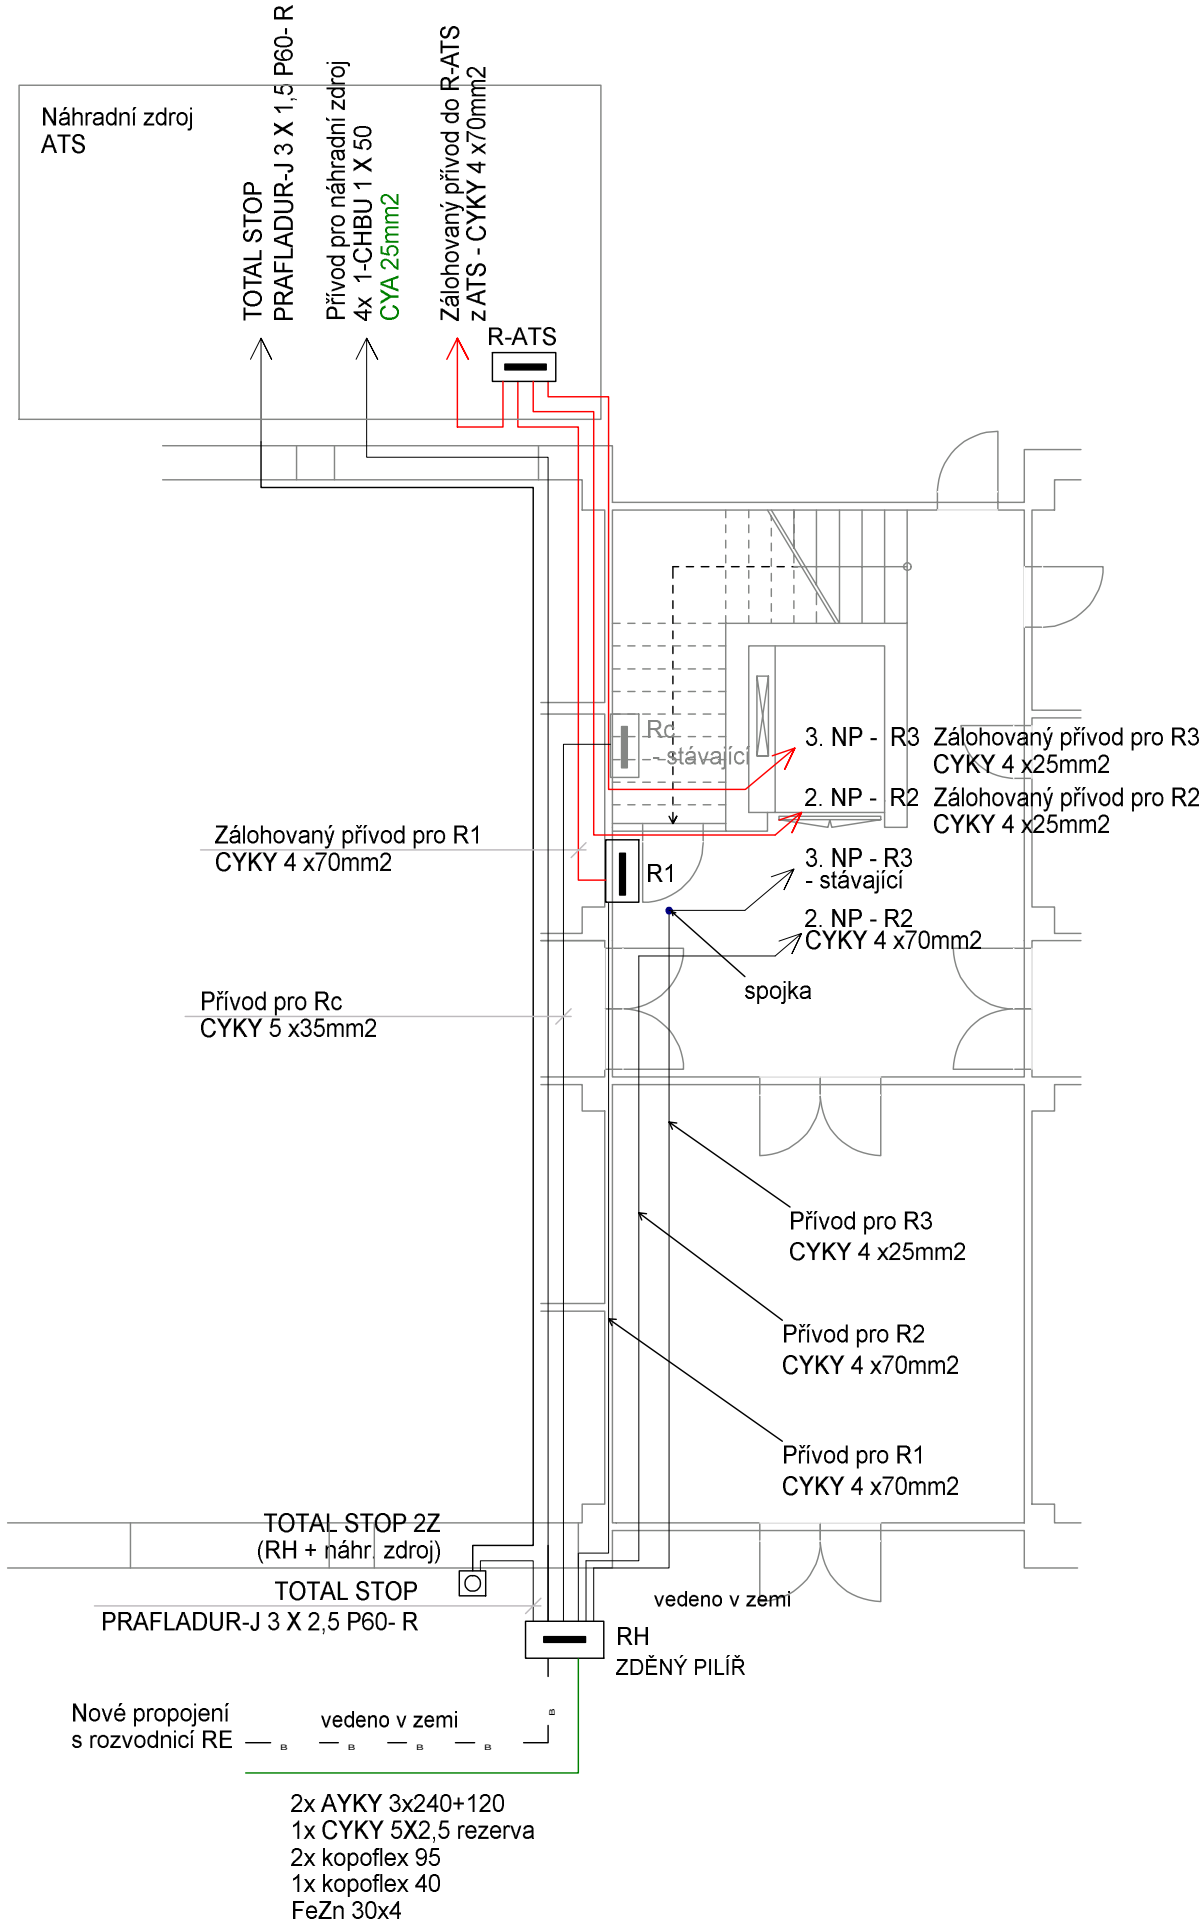 Náhradní zdroj
ATS
TOTAL STOP
PRAFLADUR-J 3 X 1,5 P60- R
Přívod pro náhradní zdroj
4x 1-CHBU 1 X 50
CYA 25mm2
Zálohovaný přívod do R-ATS
z ATS - CYKY 4 x70mm2
R-ATS
Rc
- stávající
3. NP - R3 Zálohovaný přívod pro R3
CYKY 4 x25mm2
2. NP - R2 Zálohovaný přívod pro R2
CYKY 4 x25mm2
Zálohovaný přívod pro R1
CYKY 4 x70mm2
R1
3. NP - R3
- stávající
2. NP - R2
CYKY 4 x70mm2
spojka
Přívod pro Rc
CYKY 5 x35mm2
Přívod pro R3
CYKY 4 x25mm2
Přívod pro R2
CYKY 4 x70mm2
Přívod pro R1
CYKY 4 x70mm2
TOTAL STOP 2Z
(RH + náhr. zdroj)
TOTAL STOP
PRAFLADUR-J 3 X 2,5 P60- R
vedeno v zemi
RH
ZDĚNÝ PILÍŘ
Nové propojení
s rozvodnicí RE
vedeno v zemi
B
B B B B
2x AYKY 3x240+120
1x CYKY 5X2,5 rezerva
2x kopoflex 95
1x kopoflex 40
FeZn 30x4